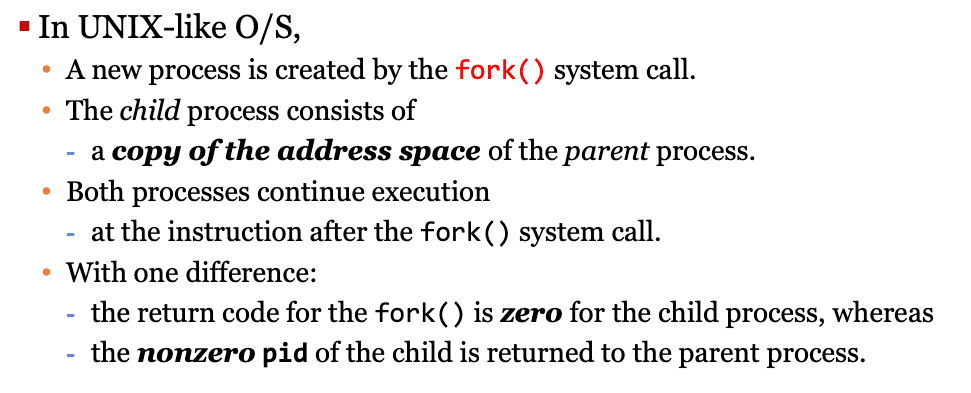 ▪ In UNIX-like O/S,
• A new process is created by the fork() system call.
• The child process consists of
- a copy of the address space of the parent process.
• Both processes continue execution
- at the instruction after the fork() system call.
• With one difference:
- the return code for the fork() is zero for the child process, whereas
- the nonzero pid of the child is returned to the parent process.